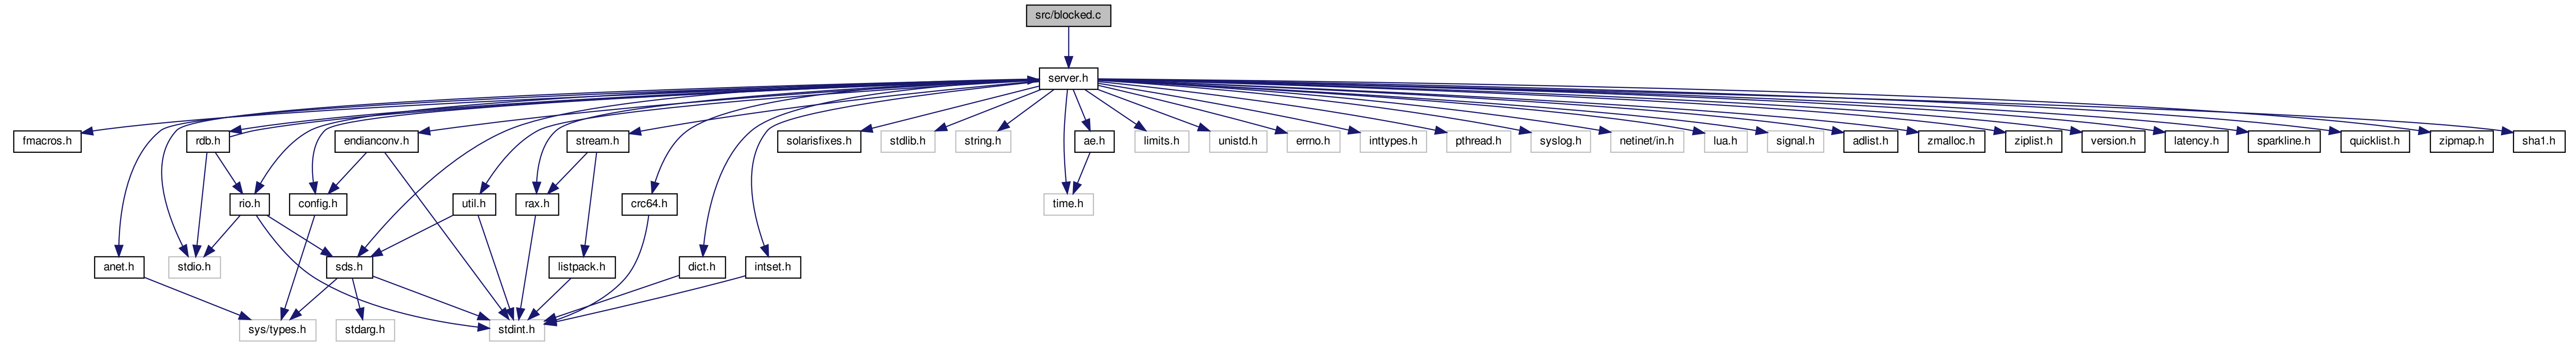 src/blocked.c
server.h
fmacros.h
rdb.h
endianconv.h
stream.h
solarisfixes.h
stdlib.h
string.h
ae.h
limits.h
unistd.h
errno.h
inttypes.h
pthread.h
syslog.h
netinet/in.h
lua.h
signal.h
adlist.h
zmalloc.h
ziplist.h
version.h
latency.h
sparkline.h
quicklist.h
zipmap.h
sha1.h
rio.h
config.h
util.h
rax.h
crc64.h
time.h
anet.h
stdio.h
sds.h
listpack.h
dict.h
intset.h
sys/types.h
stdarg.h
stdint.h